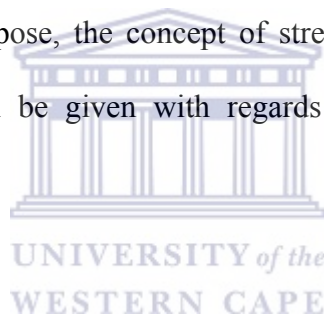 pose, the concept of stre
be given with regards
UNIVERSITY of the
WESTERN CAPE